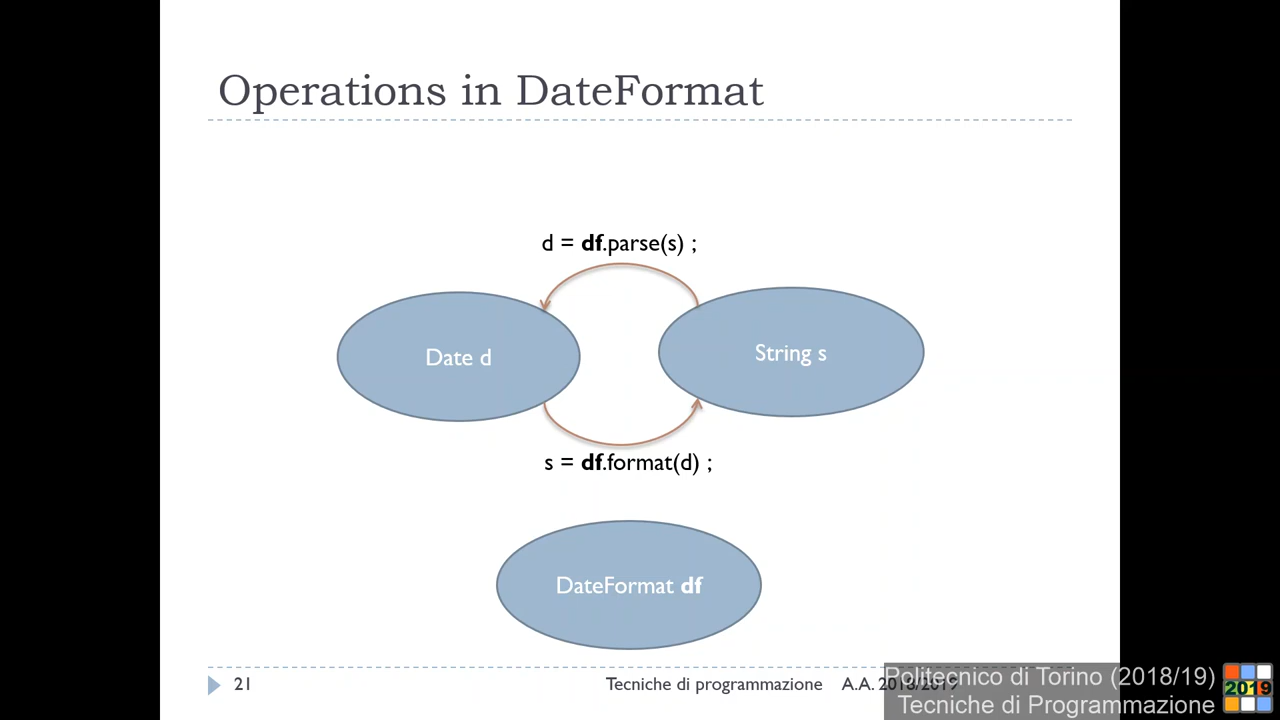 Operations in DateFormat
d = df.parse(s) ;
Date d
String s
s = df.format(d) ;
DateFormat df
21
Tecniche di programmazione
A.A. 2018/2019
Politecnico di Torino (2018/19)
Tecniche di Programmazione
2019